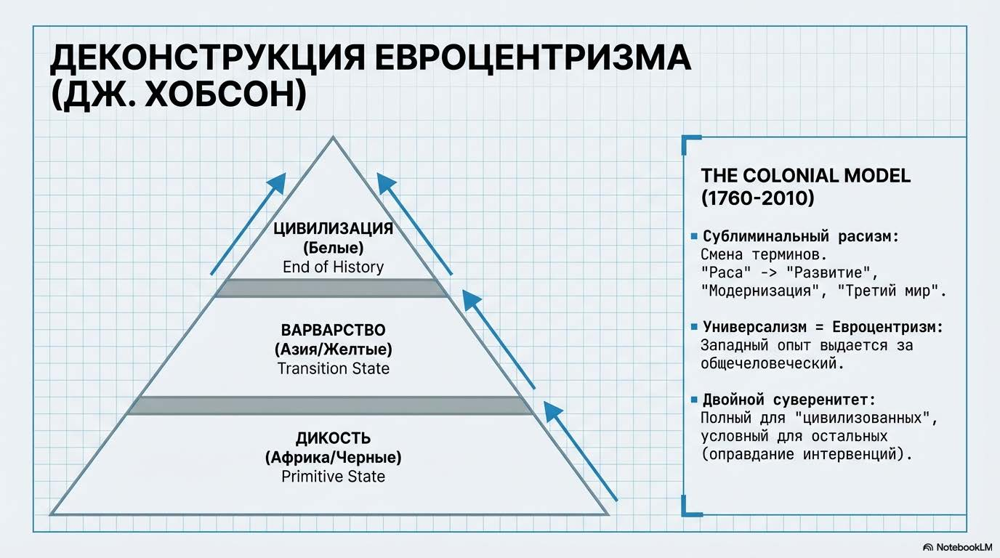 ДЕКОНСТРУКЦИЯ ЕВРОЦЕНТРИЗМА
(ДЖ. ХОБСОН)
ЦИВИЛИЗАЦИЯ
(Белые)
End of History
ВАРВАРСТВО
(Азия/Желтые)
Transition State
ДИКОСТЬ
(Африка/Черные)
Primitive State
THE COLONIAL MODEL
(1760-2010)
Сублиминальный расизм:
Смена терминов.
"Раса" -> "Развитие",
"Модернизация", "Третий мир".
Универсализм = Евроцентризм:
Западный опыт выдается за
общечеловеческий.
Двойной суверенитет:
Полный для "цивилизованных",
условный для остальных
(оправдание интервенций).
NotebookLM